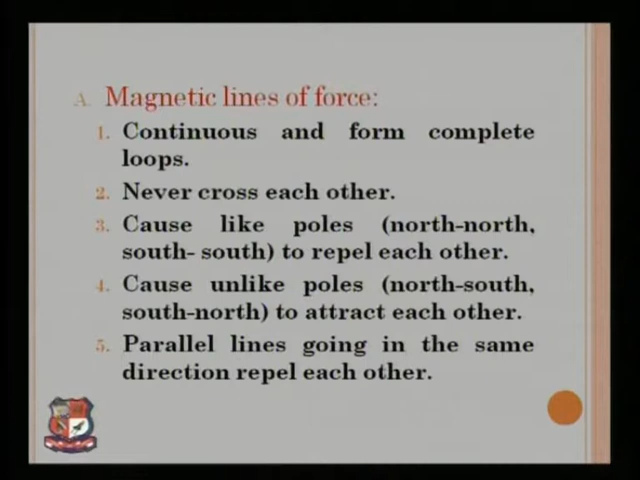 A. Magnetic lines of force:
1. Continuous and form complete
loops.
2. Never cross each other.
3. Cause like poles (north-north,
south- south) to repel each other.
4. Cause unlike poles (north-south,
south-north) to attract each other.
5. Parallel lines going in the same
direction repel each other.